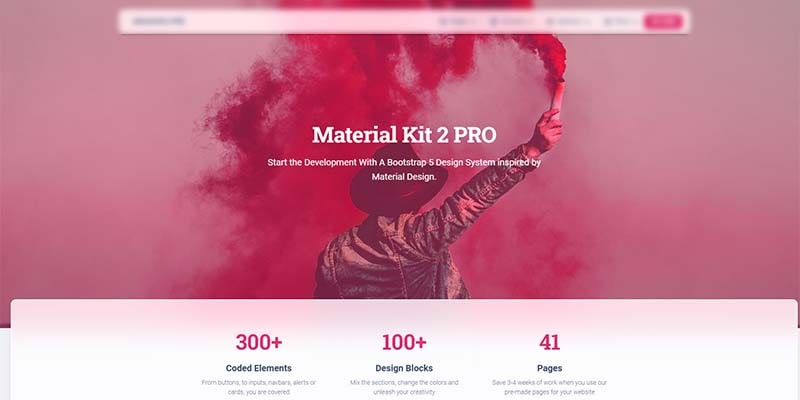 Material Kit 2 PRO
Start the Development With A Bootstrap 5 Design System inspired by
Material Design.
300+
100+
41
Coded Elements
Design Blocks
Pages
From buttons, to inputs, navbars, alerts or
cards, you are covered
Mix the sections, change the colors and
unleash your creativity
Save 3-4 weeks of work when you use our
pre-made pages for your website